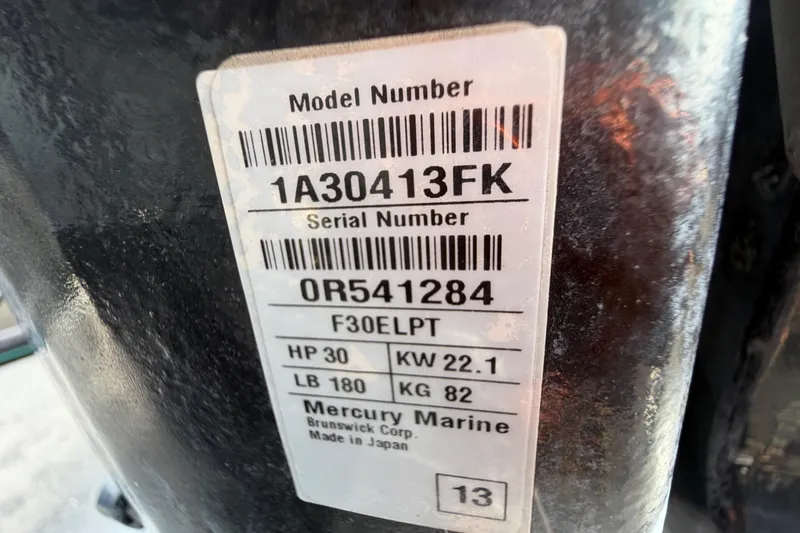 Model Number
1A30413FK
Serial Number
0R541284
F30ELPT
HP 30 KW 22.1
LB 180 KG 82
Mercury Marine
Brunswick Corp.
Made in Japan
13